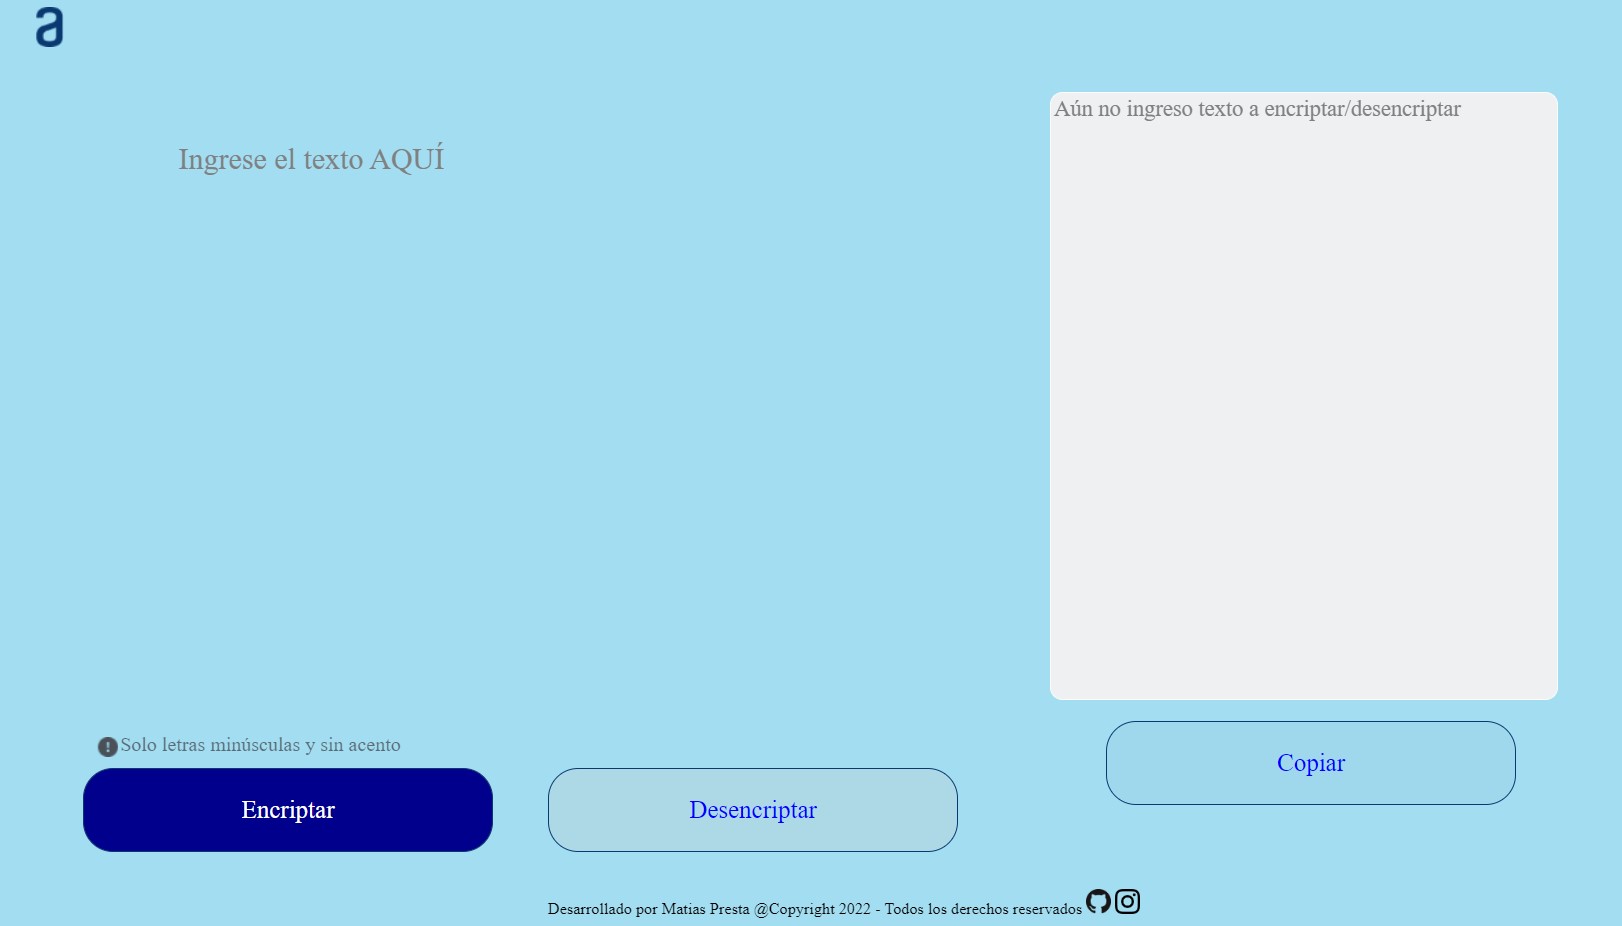 a
Ingrese el texto AQUÍ
Aún no ingreso texto a encriptar/desencriptar
Solo letras minúsculas y sin acento
Encriptar
Desencriptar
Copiar
Desarrollado por Matias Presta @Copyright 2022 - Todos los derechos reservados